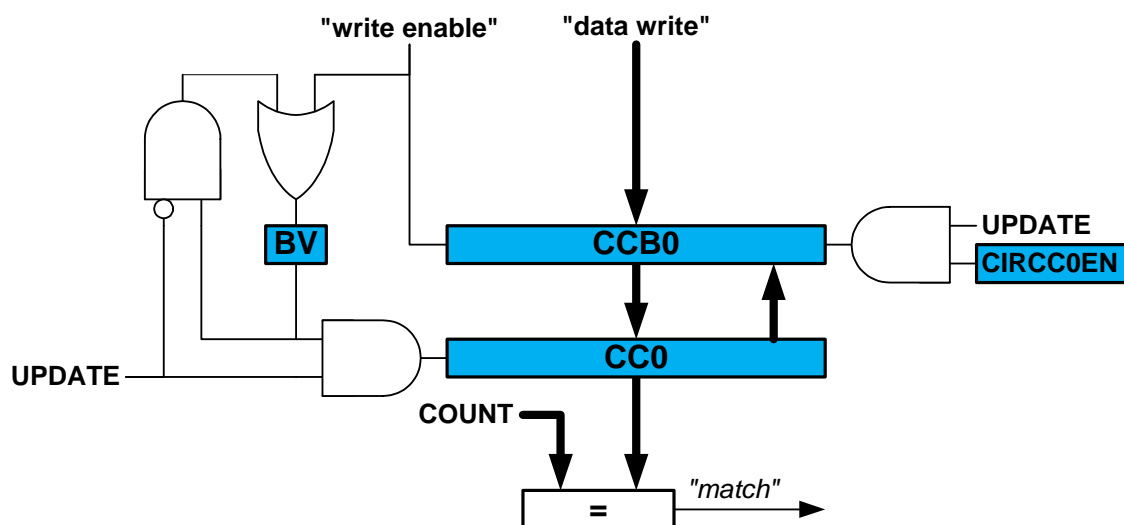 "write enable" "data write"
BV CCB0 UPDATE
CIRCC0EN
CC0
UPDATE
COUNT
= "match"